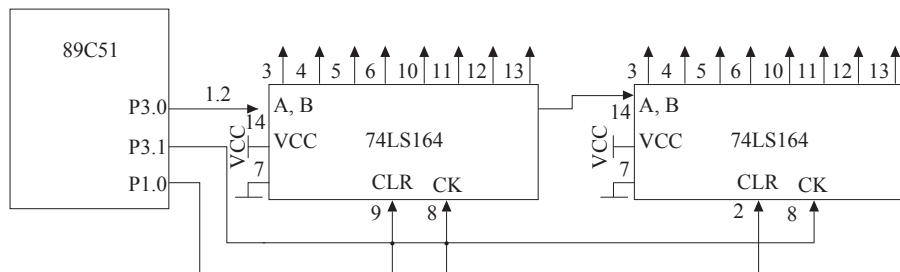 89C51
P3.0
P3.1
P1.0
1.2
3 4 5 6 10 11 12 13
A, B
14
VCC
VCC
74LS164
7
CLR
CK
9
8
3 4 5 6 10 11 12 13
A, B
14
VCC
VCC
74LS164
7
CLR
CK
2
8